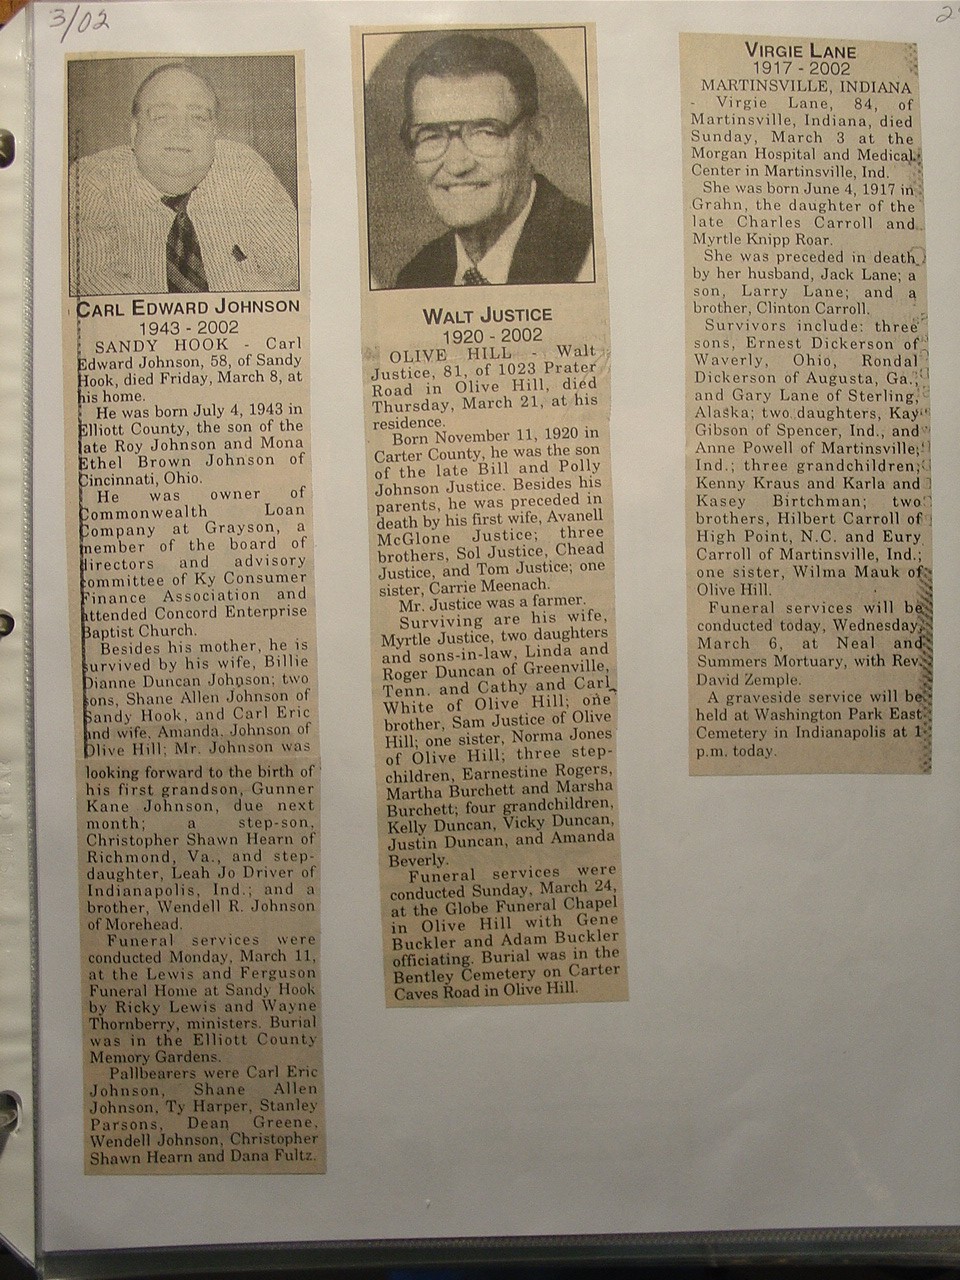 3/02
2
CARL EDWARD JOHNSON
1943 - 2002
SANDY HOOK - Carl
Edward Johnson, 58, of Sandy
Hook, died Friday, March 8, at
his home.
He was born July 4, 1943 in
Elliott County, the son of the
late Roy Johnson and Mona
Ethel Brown Johnson of
Cincinnati, Ohio.
He was owner of
Commonwealth Loan
Company at Grayson, a
member of the board of
directors and advisory
committee of Ky Consumer
Finance Association and
attended Concord Enterprise
Baptist Church.
Besides his mother, he is
survived by his wife, Billie
Dianne Duncan Johnson; two
sons, Shane Allen Johnson of
Sandy Hook, and Carl Eric
and wife, Amanda, Johnson of
Olive Hill; Mr. Johnson was
looking forward to the birth of
his first grandson, Gunner
Kane Johnson, due next
month; a step-son,
Christopher Shawn Hearn of
Richmond, Va., and step-
daughter, Leah Jo Driver of
Indianapolis, Ind.; and a
brother, Wendell R. Johnson
of Morehead.
Funeral services were
conducted Monday, March 11,
at the Lewis and Ferguson
Funeral Home at Sandy Hook
by Ricky Lewis and Wayne
Thornberry, ministers. Burial
was in the Elliott County
Memory Gardens.
Pallbearers were Carl Eric
Johnson, Shane Allen
Johnson, Ty Harper, Stanley
Parsons, Dean Greene,
Wendell Johnson, Christopher
Shawn Hearn and Dana Fultz.
WALT JUSTICE
1920 - 2002
OLIVE HILL - Walt
Justice, 81, of 1023 Prater
Road in Olive Hill, died
Thursday, March 21, at his
residence.
Born November 11, 1920 in
Carter County, he was the son
of the late Bill and Polly
Johnson Justice. Besides his
parents, he was preceded in
death by his first wife, Avanell
McGlone Justice; three
brothers, Sol Justice, Chead
Justice, and Tom Justice; one
sister, Carrie Meenach.
Mr. Justice was a farmer.
Surviving are his wife,
Myrtle Justice, two daughters
and sons-in-law, Linda and
Roger Duncan of Greenville,
Tenn. and Cathy and Carl
White of Olive Hill; one
brother, Sam Justice of Olive
Hill; one sister, Norma Jones
of Olive Hill; three step-
children, Earnestine Rogers,
Martha Burchett and Marsha
Burchett; four grandchildren,
Kelly Duncan, Vicky Duncan,
Justin Duncan, and Amanda
Beverly.
Funeral services were
conducted Sunday, March 24,
at the Globe Funeral Chapel
in Olive Hill with Gene
Buckler and Adam Buckler
officiating. Burial was in the
Bentley Cemetery on Carter
Caves Road in Olive Hill.
VIRGIE LANE
1917 - 2002
MARTINSVILLE, INDIANA
- Virgie Lane, 84, of
Martinsville, Indiana, died
Sunday, March 3 at the
Morgan Hospital and Medical
Center in Martinsville, Ind.
She was born June 4, 1917 in
Grahn, the daughter of the
late Charles Carroll and
Myrtle Knipp Roar.
She was preceded in death
by her husband, Jack Lane; a
son, Larry Lane; and a
brother, Clinton Carroll.
Survivors include: three
sons, Ernest Dickerson of
Waverly, Ohio, Rondal
Dickerson of Augusta, Ga.,
and Gary Lane of Sterling,
Alaska; two daughters, Kay
Gibson of Spencer, Ind., and
Anne Powell of Martinsville,
Ind.; three grandchildren;
Kenny Kraus and Karla and
Kasey Birtchman; two
brothers, Hilbert Carroll of
High Point, N.C. and Eury
Carroll of Martinsville, Ind.;
one sister, Wilma Mauk of
Olive Hill.
Funeral services will be
conducted today, Wednesday,
March 6, at Neal and
Summers Mortuary, with Rev.
David Zemple.
A graveside service will be
held at Washington Park East
Cemetery in Indianapolis at 1
p.m. today.